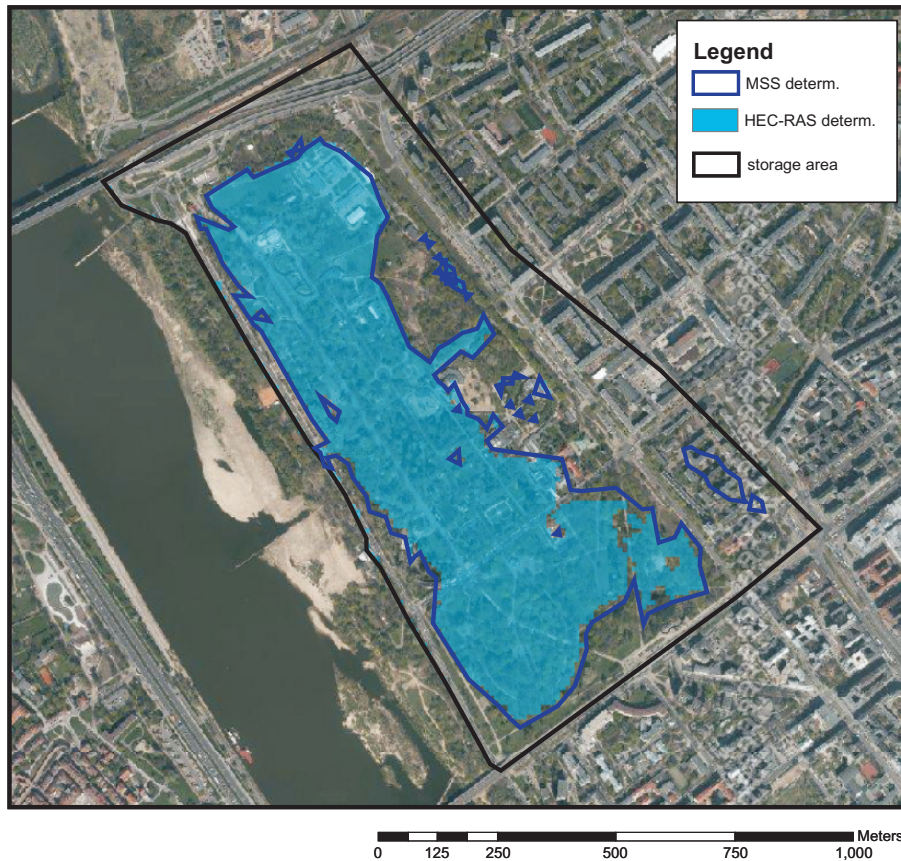 Legend
MSS determ.
HEC-RAS determ.
storage area
Meters
0 125 250 500 750 1,000